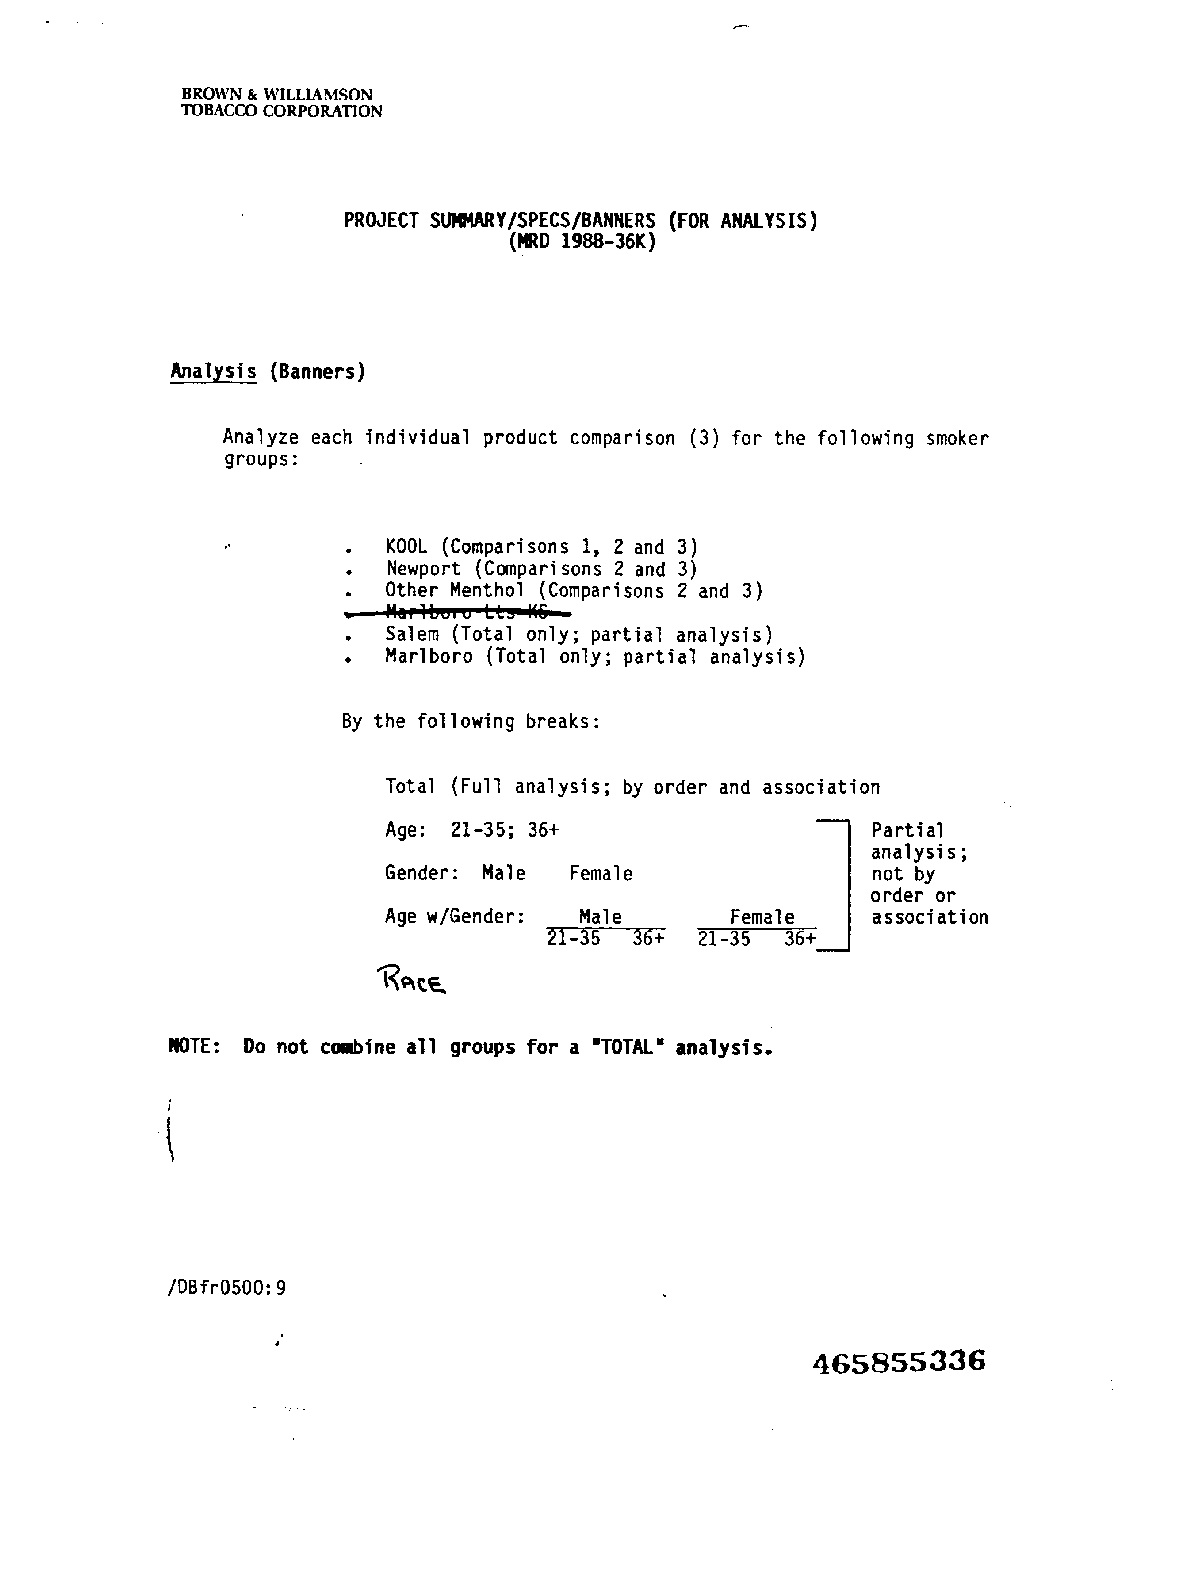 BROWN & WILLIAMSON
TOBACCO CORPORATION
PROJECT SUMMARY/SPECS/BANNERS (FOR ANALYSIS)
(MRD 1988-36K)
Analysis (Banners)
Analyze each individual product comparison (3) for the following smoker
groups:
. KOOL (Comparisons 1, 2 and 3)
. Newport (Comparisons 2 and 3)
. Other Menthol (Comparisons 2 and 3)
. Marlboro Lts KS
. Salem (Total only; partial analysis)
. Marlboro (Total only; partial analysis)
By the following breaks:
Total (Full analysis; by order and association
Age: 21-35; 36+ Partial
analysis;
Gender: Male Female not by
order or
Age w/Gender: Male Female association
21-35 36+ 21-35 36+
RACE
NOTE: Do not combine all groups for a "TOTAL" analysis.
/DBfr0500:9
465855336